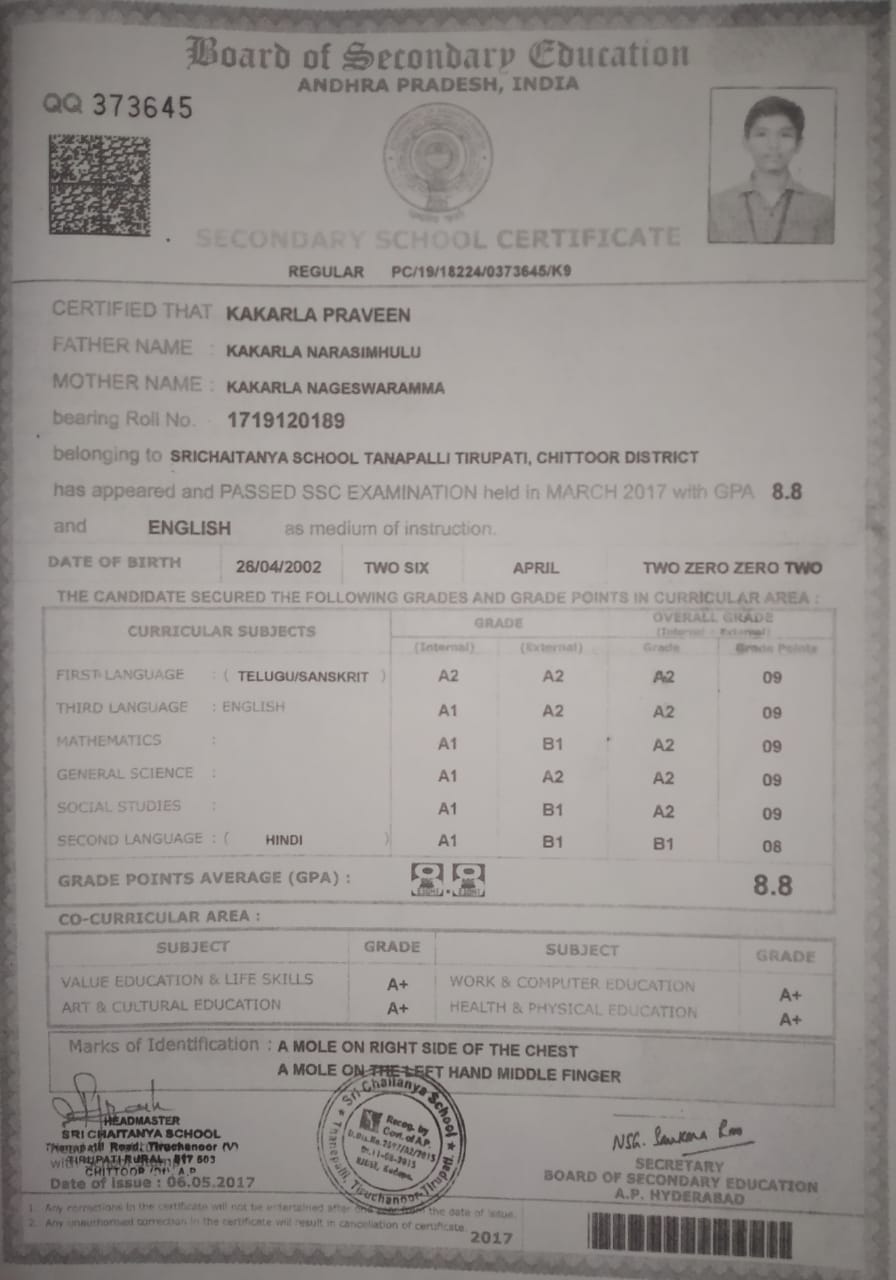 Board of Secondary Education
ANDHRA PRADESH, INDIA
QQ 373645
SECONDARY SCHOOL CERTIFICATE
REGULAR PC/19/18224/0373645/K9
CERTIFIED THAT KAKARLA PRAVEEN
FATHER NAME : KAKARLA NARASIMHULU
MOTHER NAME : KAKARLA NAGESWARAMMA
bearing Roll No. 1719120189
belonging to SRICHAITANYA SCHOOL TANAPALLI TIRUPATI, CHITTOOR DISTRICT
has appeared and PASSED SSC EXAMINATION held in MARCH 2017 with GPA 8.8
and ENGLISH as medium of instruction.
DATE OF BIRTH 26/04/2002 TWO SIX APRIL TWO ZERO ZERO TWO
THE CANDIDATE SECURED THE FOLLOWING GRADES AND GRADE POINTS IN CURRICULAR AREA :
CURRICULAR SUBJECTS GRADE OVERALL GRADE
(Internal + External)
(Internal) (External) Grade Grade Points
FIRST LANGUAGE : ( TELUGU/SANSKRIT ) A2 A2 A2 09
THIRD LANGUAGE : ENGLISH A1 A2 A2 09
MATHEMATICS : A1 B1 A2 09
GENERAL SCIENCE : A1 A2 A2 09
SOCIAL STUDIES : A1 B1 A2 09
SECOND LANGUAGE : ( HINDI ) A1 B1 B1 08
GRADE POINTS AVERAGE (GPA) : 8.8
CO-CURRICULAR AREA :
SUBJECT GRADE SUBJECT GRADE
VALUE EDUCATION & LIFE SKILLS A+ WORK & COMPUTER EDUCATION A+
ART & CULTURAL EDUCATION A+ HEALTH & PHYSICAL EDUCATION A+
Marks of Identification : A MOLE ON RIGHT SIDE OF THE CHEST
A MOLE ON THE LEFT HAND MIDDLE FINGER
HEADMASTER
SRI CHAITANYA SCHOOL
Road, Tiruchanoor (V)
TIRUPATI RURAL - 517 503
A.P.
Date of Issue : 06.05.2017
Sri Chaitanya School
Thanapalli, Tiruchanoor, Tirupati
Recog. by
Govt. of A.P.
SECRETARY
BOARD OF SECONDARY EDUCATION
A.P. HYDERABAD
1. Any corrections in the certificate will not be entertained after one year from the date of issue.
2. Any unauthorised correction in the certificate will result in cancellation of certificate.
2017